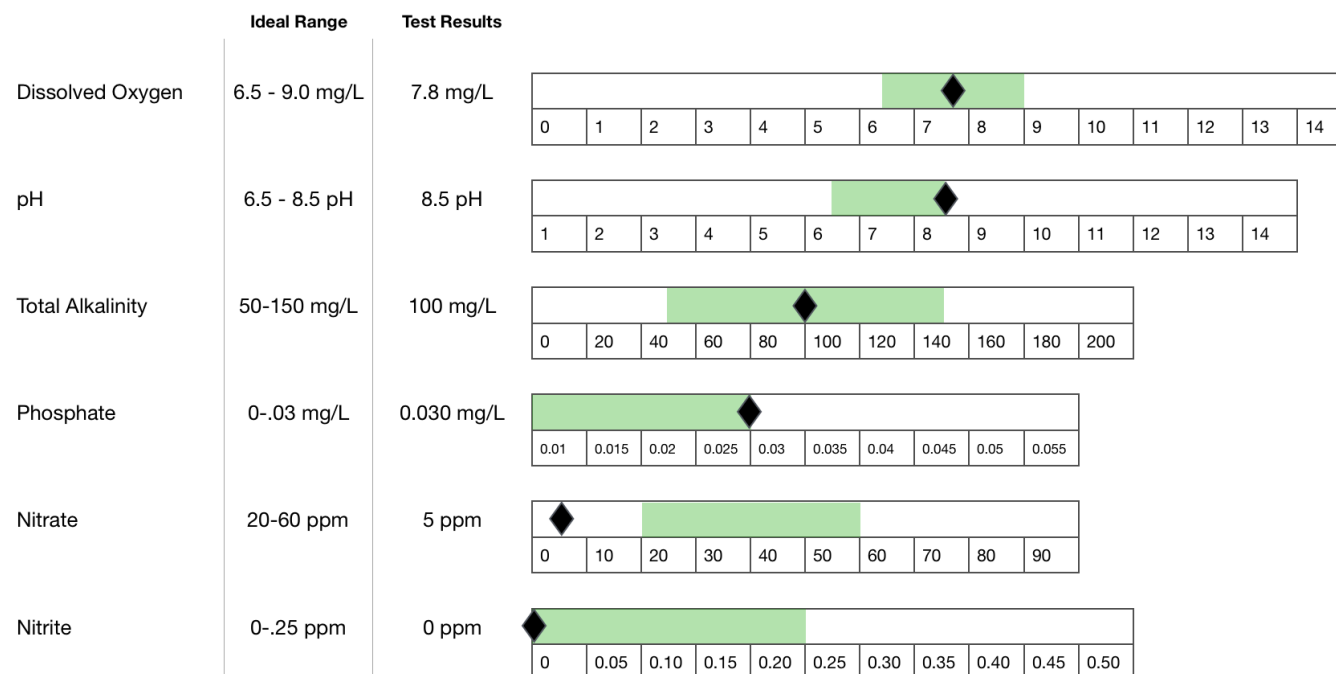 Ideal Range Test Results
Dissolved Oxygen 6.5 - 9.0 mg/L 7.8 mg/L
0 1 2 3 4 5 6 7 8 9 10 11 12 13 14
pH 6.5 - 8.5 pH 8.5 pH
1 2 3 4 5 6 7 8 9 10 11 12 13 14
Total Alkalinity 50-150 mg/L 100 mg/L
0 20 40 60 80 100 120 140 160 180 200
Phosphate 0-.03 mg/L 0.030 mg/L
0.01 0.015 0.02 0.025 0.03 0.035 0.04 0.045 0.05 0.055
Nitrate 20-60 ppm 5 ppm
0 10 20 30 40 50 60 70 80 90
Nitrite 0-.25 ppm 0 ppm
0 0.05 0.10 0.15 0.20 0.25 0.30 0.35 0.40 0.45 0.50